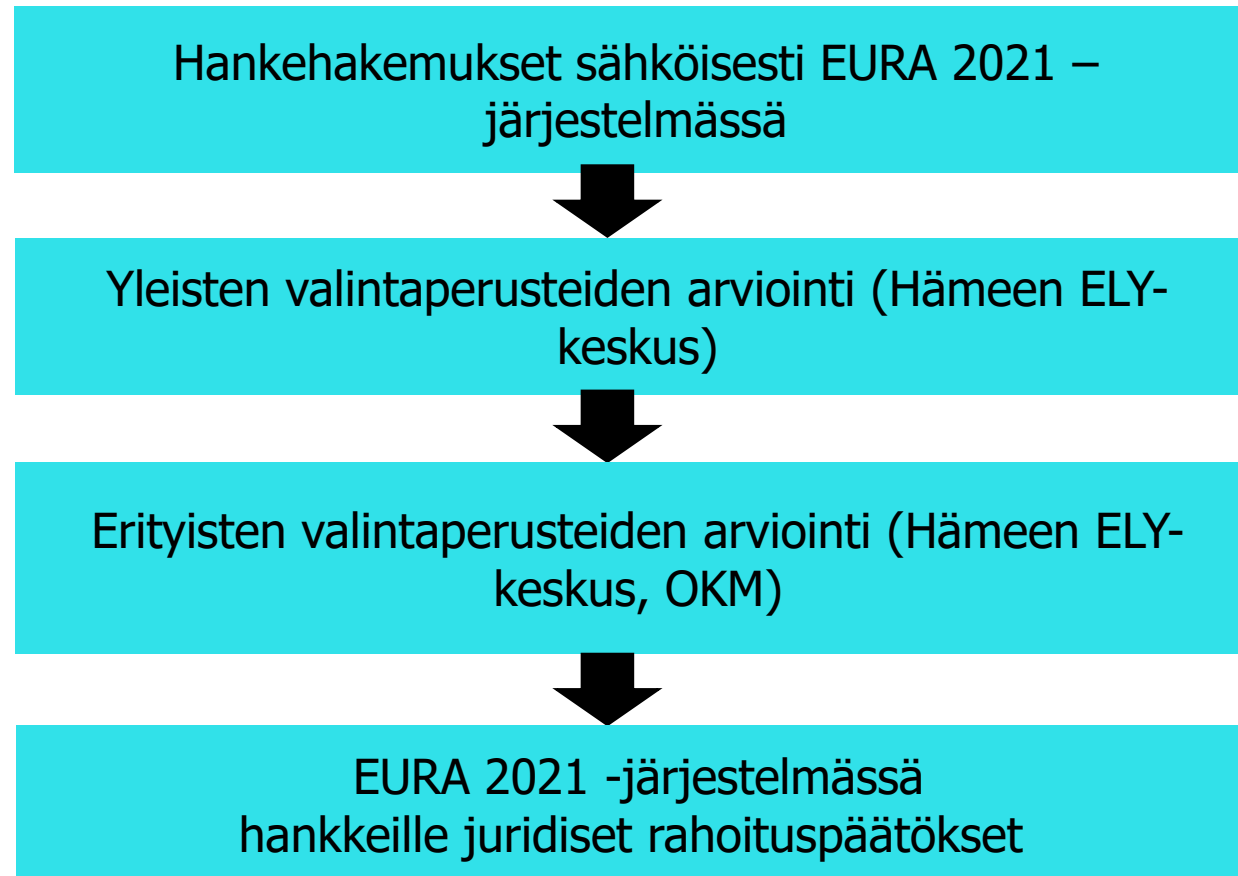 Hankehakemukset sähköisesti EURA 2021 –
järjestelmässä
Yleisten valintaperusteiden arviointi (Hämeen ELY-
keskus)
Erityisten valintaperusteiden arviointi (Hämeen ELY-
keskus, OKM)
EURA 2021 -järjestelmässä
hankkeille juridiset rahoituspäätökset